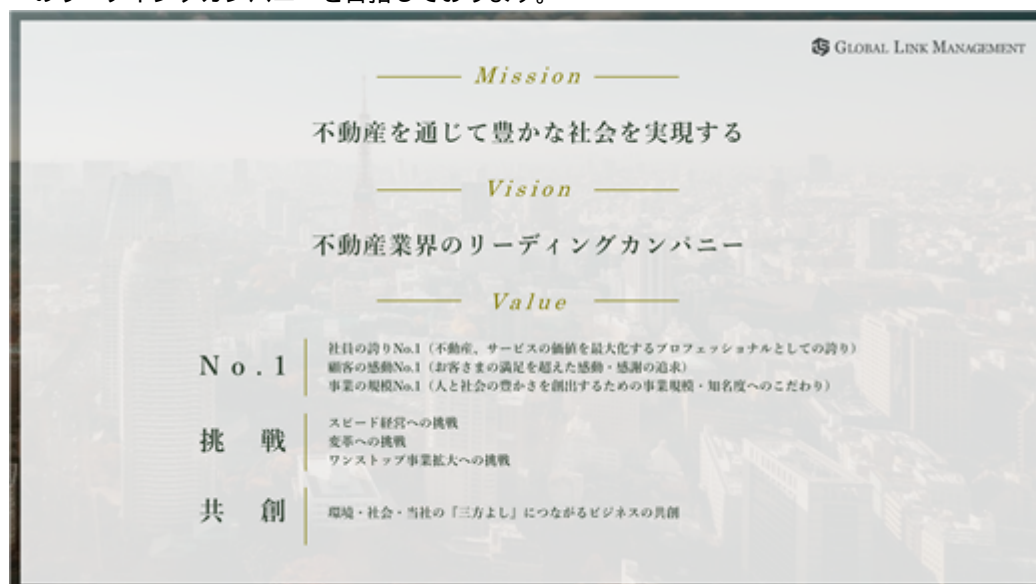 GLOBAL LINK MANAGEMENT
Mission
不動産を通じて豊かな社会を実現する
Vision
不動産業界のリーディングカンパニー
Value
No.1
社員の誇りNo.1（不動産、サービスの価値を最大化するプロフェッショナルとしての誇り）
顧客の感動No.1（お客さまの満足を超えた感動・感謝の追求）
事業の規模No.1（人と社会の豊かさを創出するための事業規模・知名度へのこだわり）
挑戦
スピード経営への挑戦
変革への挑戦
ワンストップ事業拡大への挑戦
共創
環境・社会・当社の『三方よし』につながるビジネスの共創